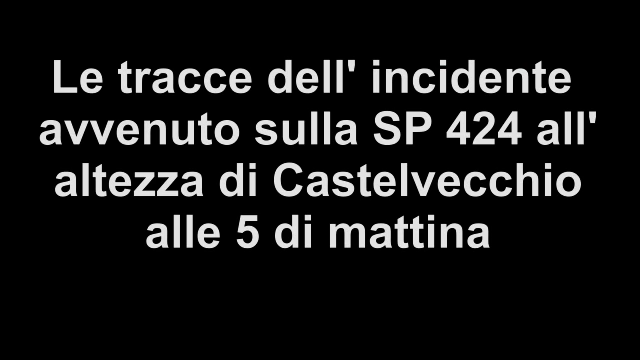 Le tracce dell' incidente
avvenuto sulla SP 424 all'
altezza di Castelvecchio
alle 5 di mattina